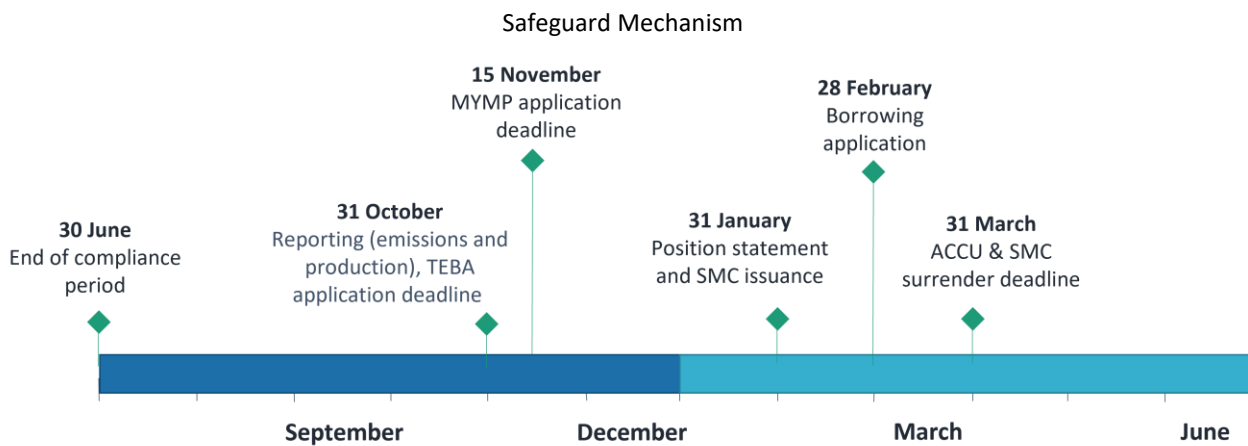 Safeguard Mechanism
30 June
End of compliance
period
31 October
Reporting (emissions and
production), TEBA
application deadline
15 November
MYMP application
deadline
31 January
Position statement
and SMC issuance
28 February
Borrowing
application
31 March
ACCU & SMC
surrender deadline
September
December
March
June